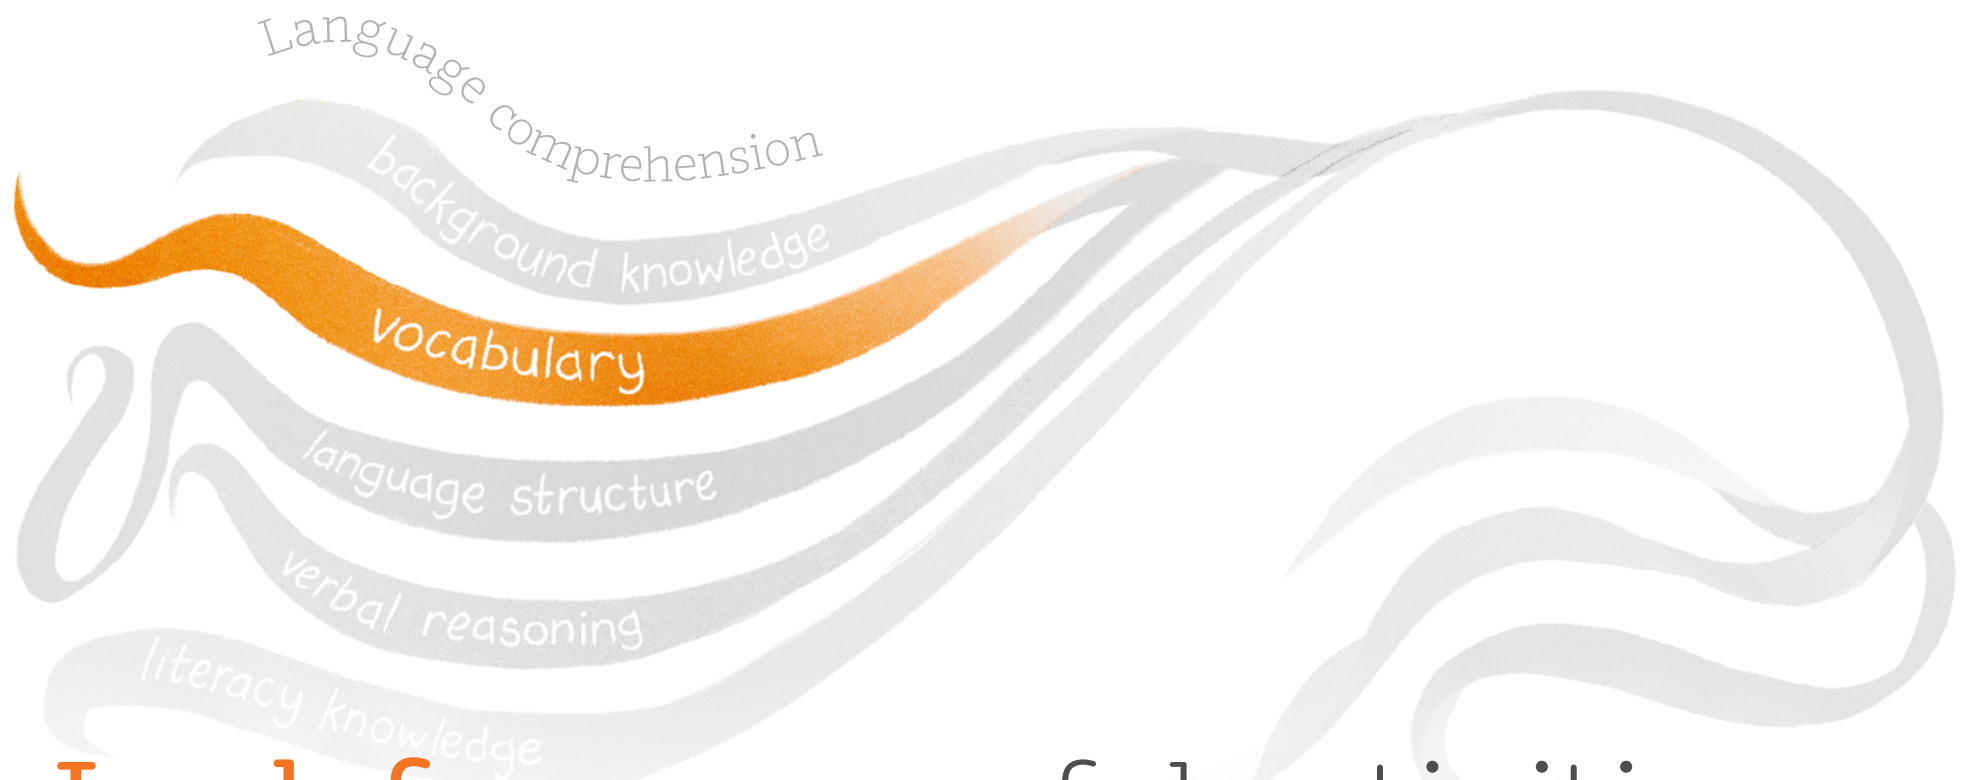 Language comprehension
background knowledge
vocabulary
language structure
verbal reasoning
literacy knowledge